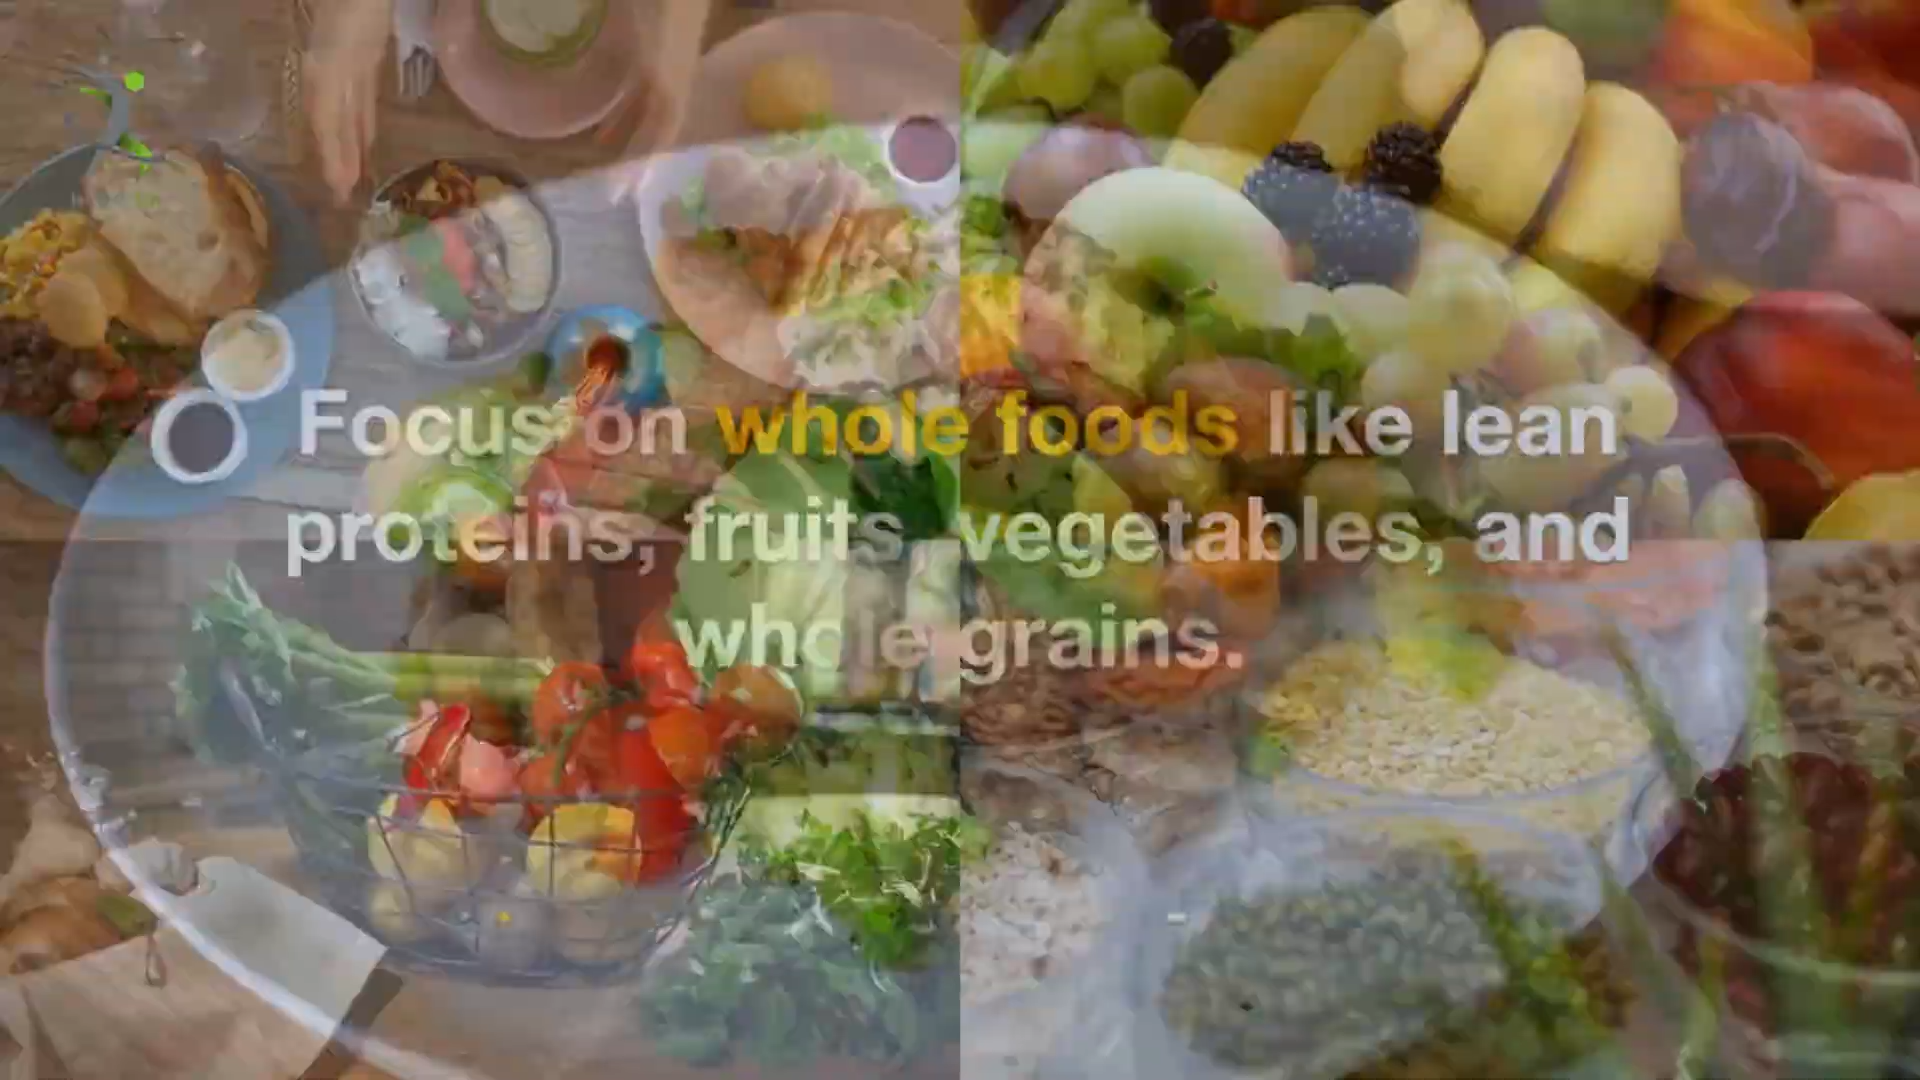 Focus on whole foods like lean
proteins, fruits, vegetables, and
whole grains.